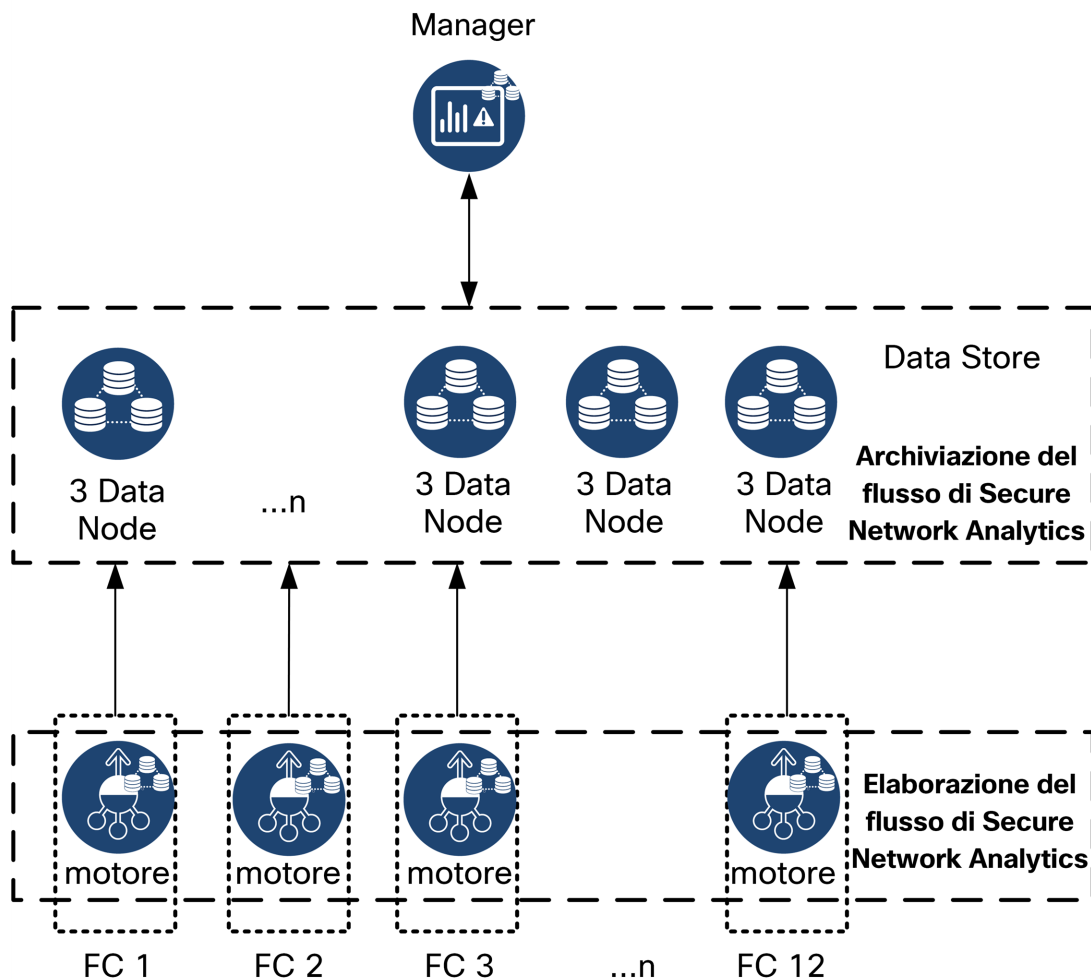 Manager
Data Store
3 Data
Node
...n
3 Data
Node
3 Data
Node
3 Data
Node
Archiviazione del
flusso di Secure
Network Analytics
motore
motore
motore
motore
Elaborazione del
flusso di Secure
Network Analytics
FC 1
FC 2
FC 3
...n
FC 12